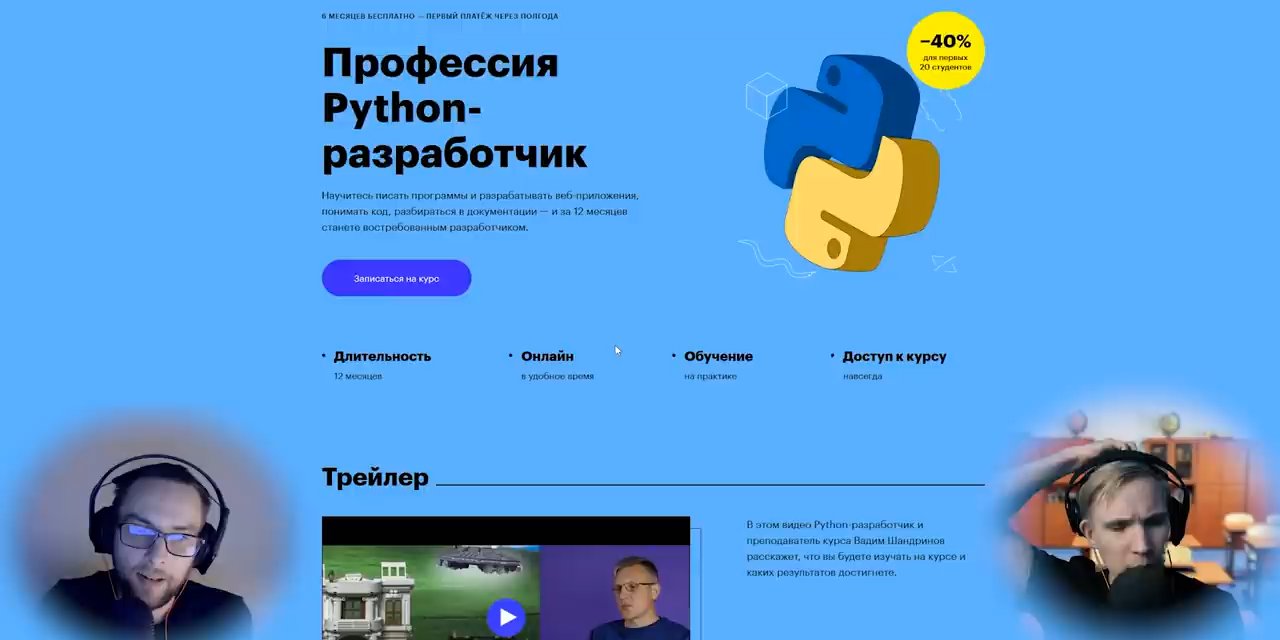 6 МЕСЯЦЕВ БЕСПЛАТНО — ПЕРВЫЙ ПЛАТЁЖ ЧЕРЕЗ ПОЛГОДА
−40%
для первых
20 студентов
Профессия
Python-
разработчик
Научитесь писать программы и разрабатывать веб-приложения,
понимать код, разбираться в документации — и за 12 месяцев
станете востребованным разработчиком.
Записаться на курс
• Длительность
12 месяцев
• Онлайн
в удобное время
• Обучение
на практике
• Доступ к курсу
навсегда
Трейлер
В этом видео Python-разработчик и
преподаватель курса Вадим Шандринов
расскажет, что вы будете изучать на курсе и
каких результатов достигнете.